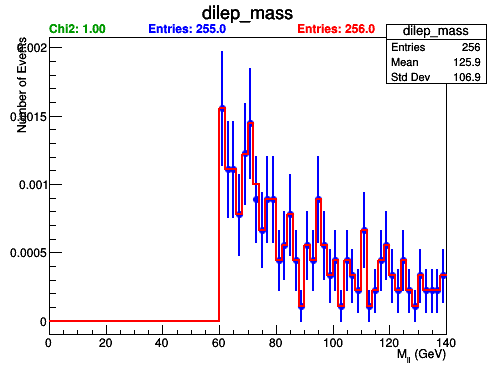 dilep_mass
Chi2: 1.00 Entries: 255.0 Entries: 256.0
dilep_mass
Entries 256
Mean 125.9
Std Dev 106.9
Number of Events
0.002
0.0015
0.001
0.0005
0
0 20 40 60 80 100 120 140
M_ll (GeV)